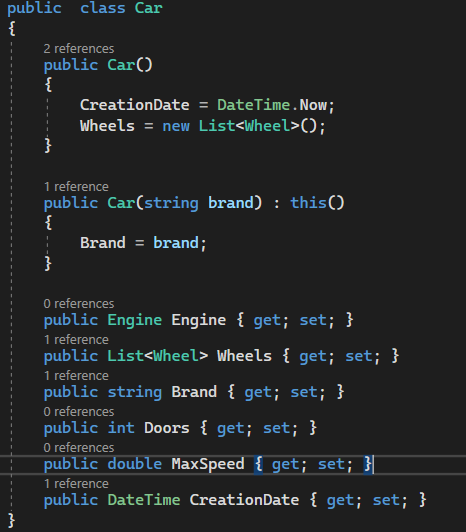 public  class Car
{
2 references
public Car()
{
CreationDate = DateTime.Now;
Wheels = new List<Wheel>();
}
1 reference
public Car(string brand) : this()
{
Brand = brand;
}
0 references
public Engine Engine { get; set; }
1 reference
public List<Wheel> Wheels { get; set; }
1 reference
public string Brand { get; set; }
0 references
public int Doors { get; set; }
0 references
public double MaxSpeed { get; set; }
1 reference
public DateTime CreationDate { get; set; }
}